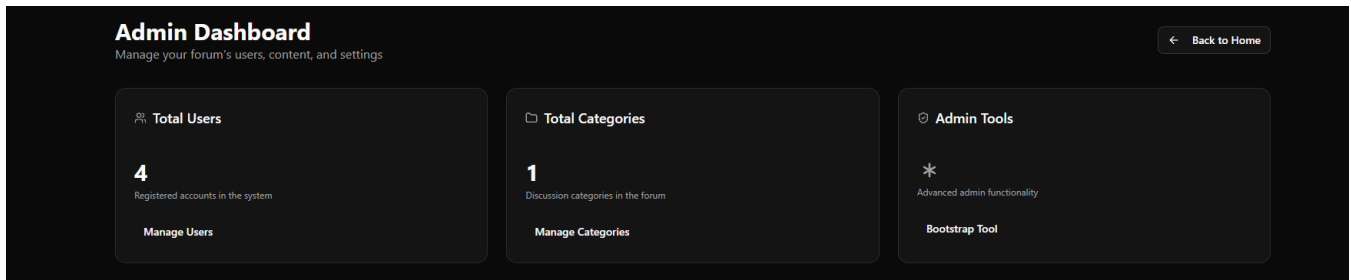 Admin Dashboard
Manage your forum's users, content, and settings
← Back to Home
Total Users
4
Registered accounts in the system
Manage Users
Total Categories
1
Discussion categories in the forum
Manage Categories
Admin Tools
*
Advanced admin functionality
Bootstrap Tool